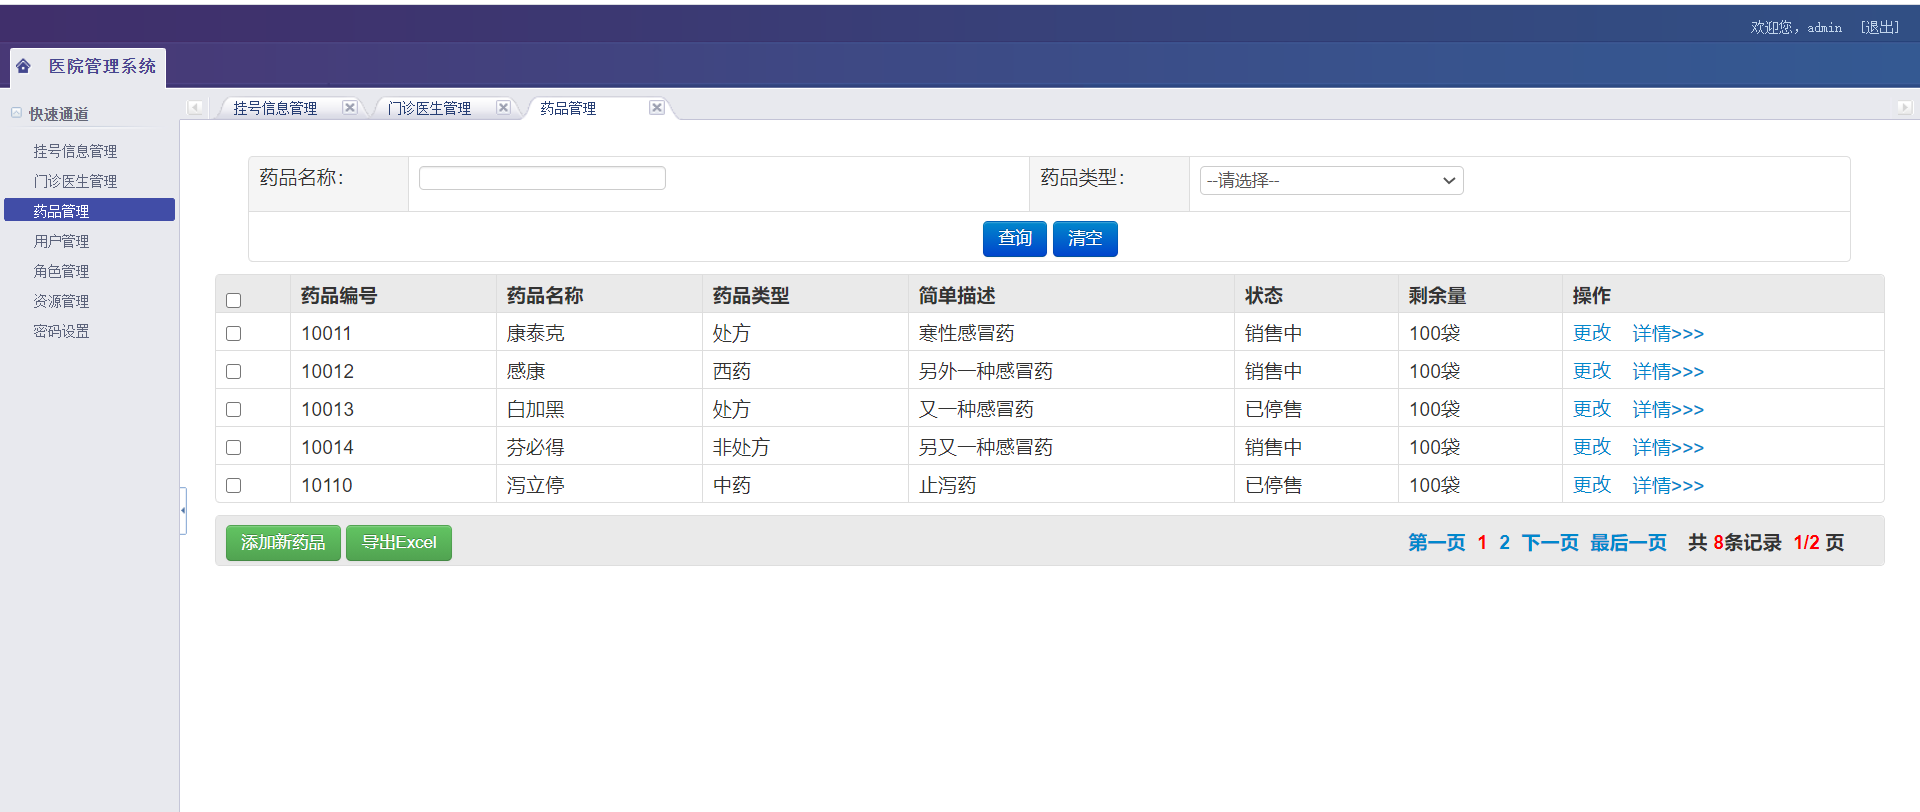 欢迎您，admin [退出]
医院管理系统
快速通道
挂号信息管理
门诊医生管理
药品管理
用户管理
角色管理
资源管理
密码设置
挂号信息管理 门诊医生管理 药品管理
药品名称： 药品类型： --请选择--
查询 清空
药品编号 药品名称 药品类型 简单描述 状态 剩余量 操作
10011 康泰克 处方 寒性感冒药 销售中 100袋 更改 详情>>>
10012 感康 西药 另外一种感冒药 销售中 100袋 更改 详情>>>
10013 白加黑 处方 又一种感冒药 已停售 100袋 更改 详情>>>
10014 芬必得 非处方 另又一种感冒药 销售中 100袋 更改 详情>>>
10110 泻立停 中药 止泻药 已停售 100袋 更改 详情>>>
添加新药品 导出Excel 第一页 1 2 下一页 最后一页 共 8条记录 1/2 页